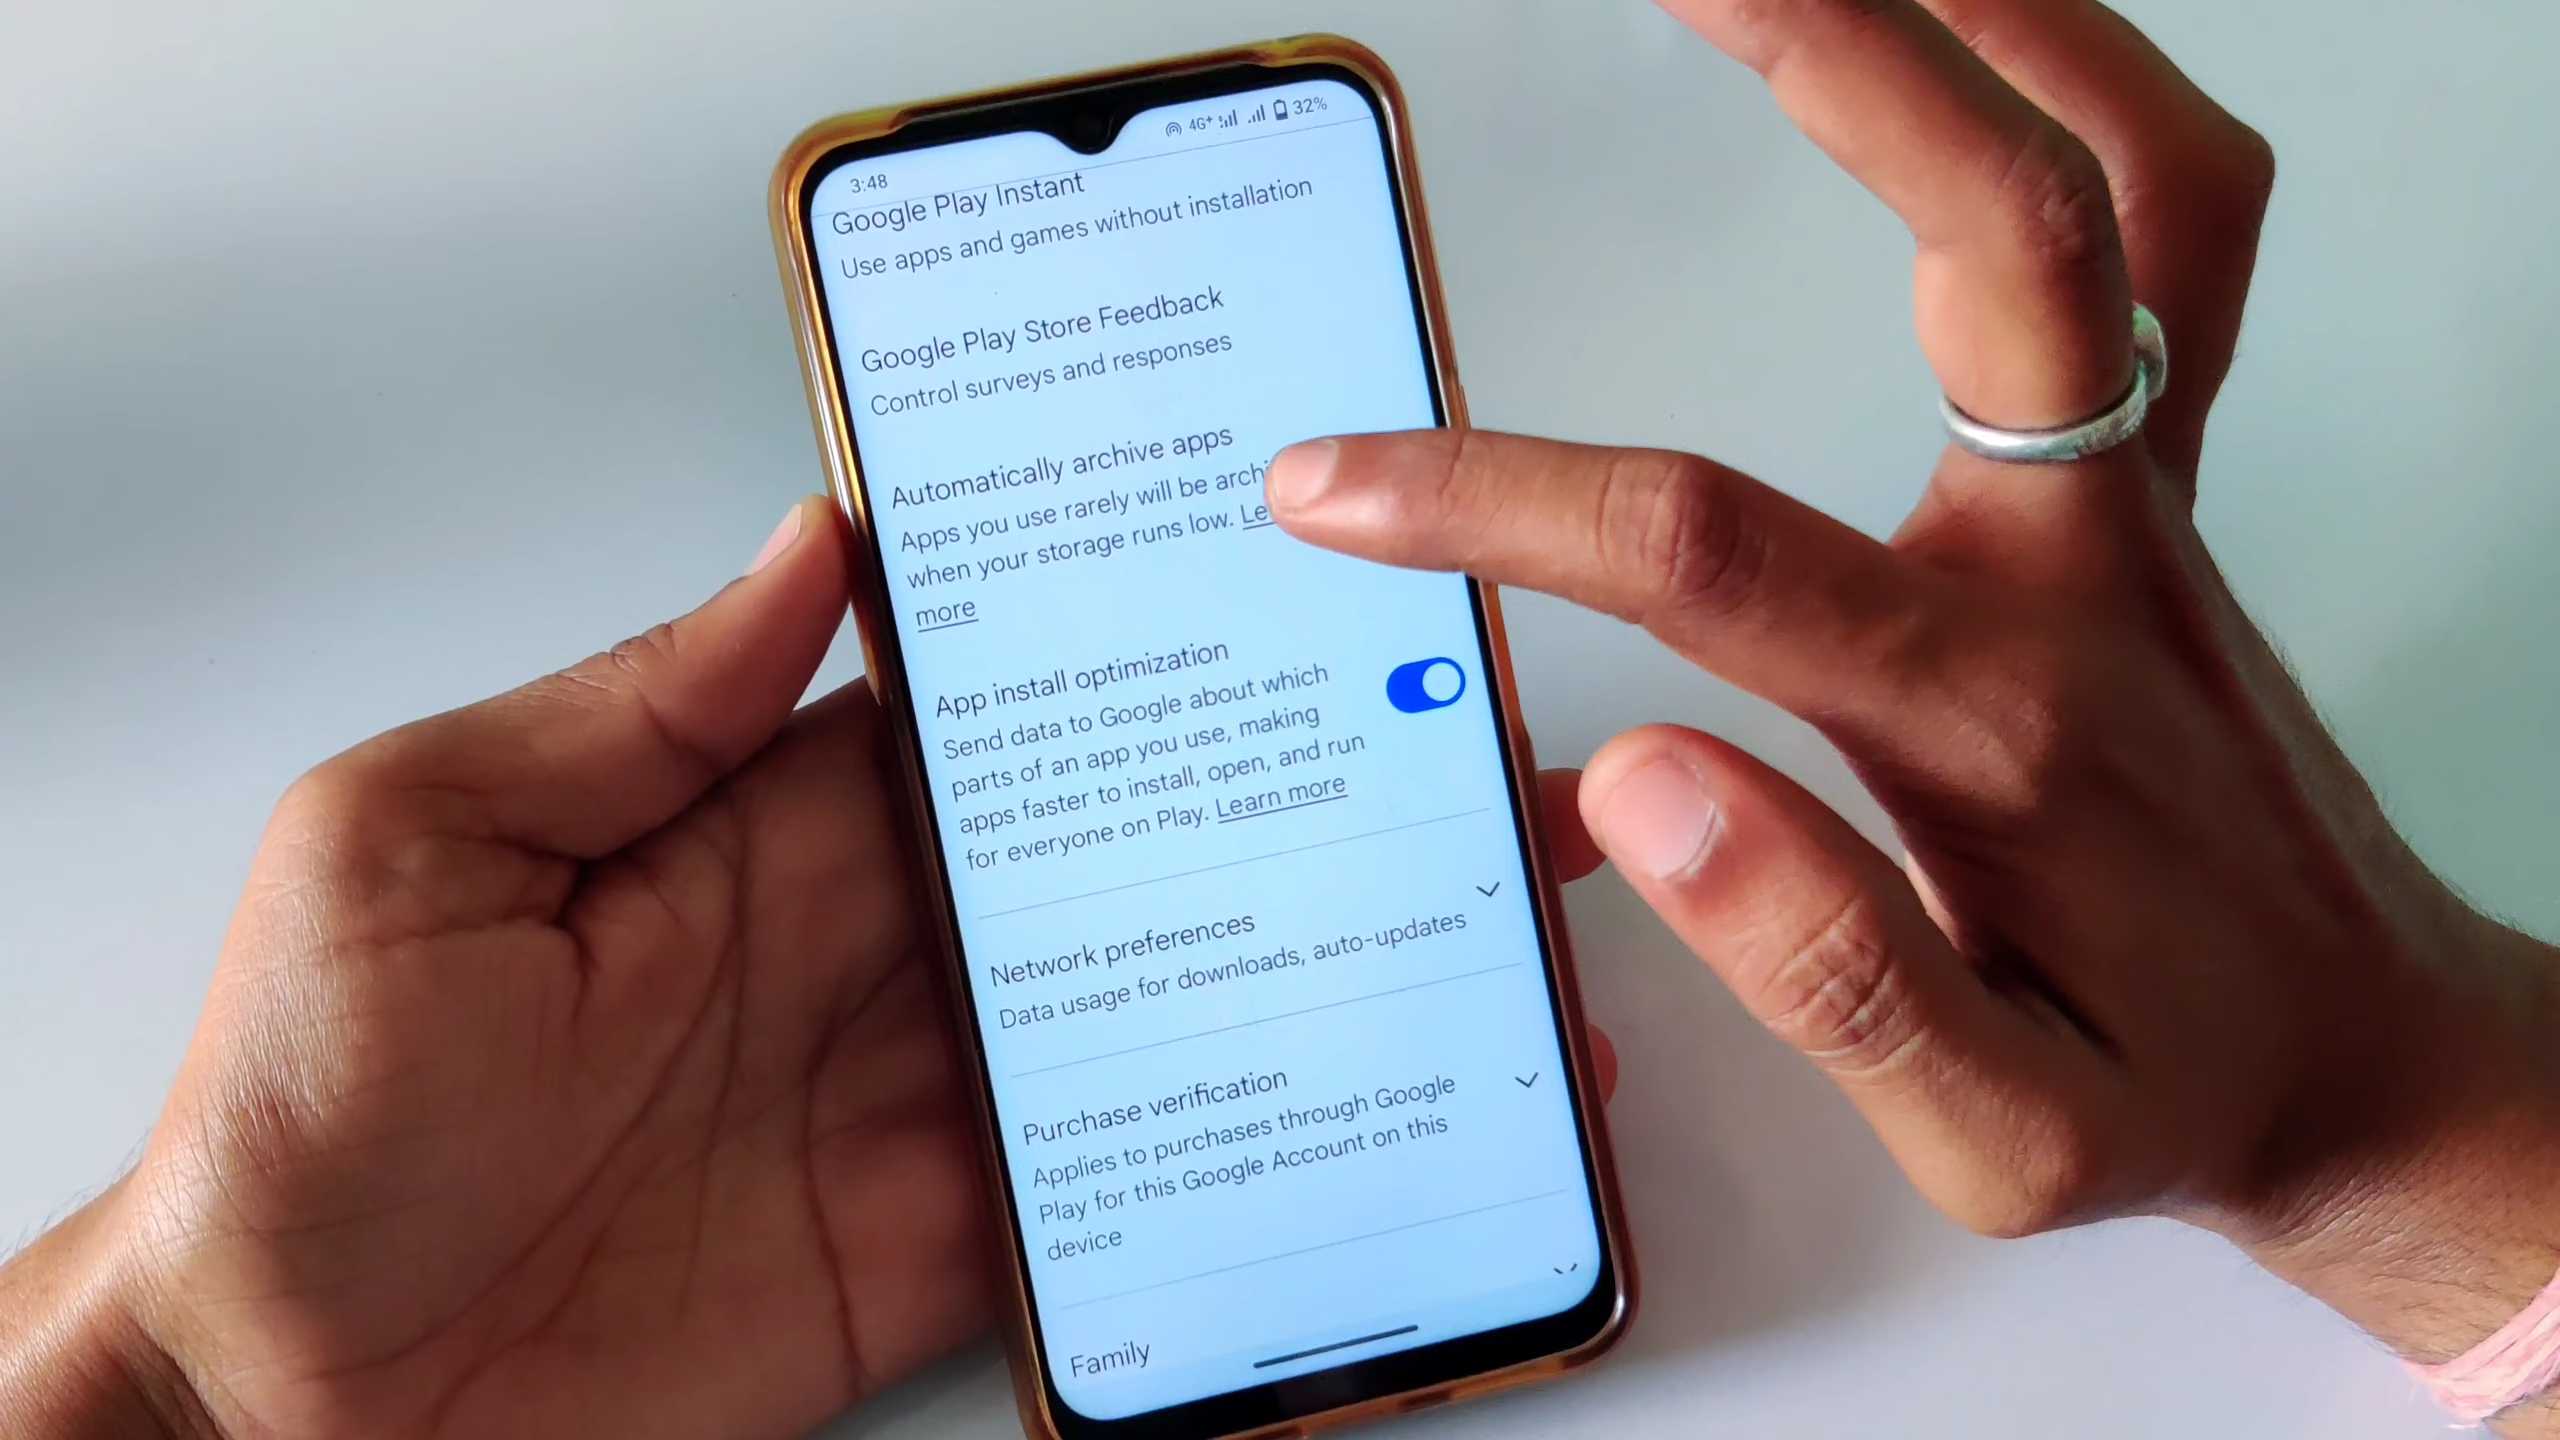 3:48
4G+
32%
Google Play Instant
Use apps and games without installation
Google Play Store Feedback
Control surveys and responses
Automatically archive apps
Apps you use rarely will be
when your storage runs low.
more
App install optimization
Send data to Google about which
parts of an app you use, making
apps faster to install, open, and run
for everyone on Play. Learn more
Network preferences
Data usage for downloads, auto-updates
Purchase verification
Applies to purchases through Google
Play for this Google Account on this
device
Family